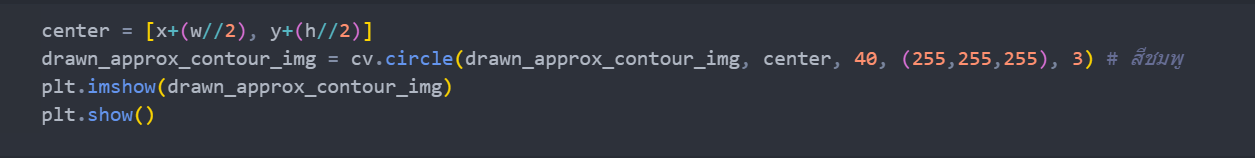 center = [x+(w//2), y+(h//2)]
drawn_approx_contour_img = cv.circle(drawn_approx_contour_img, center, 40, (255,255,255), 3) # สีชมพู
plt.imshow(drawn_approx_contour_img)
plt.show()